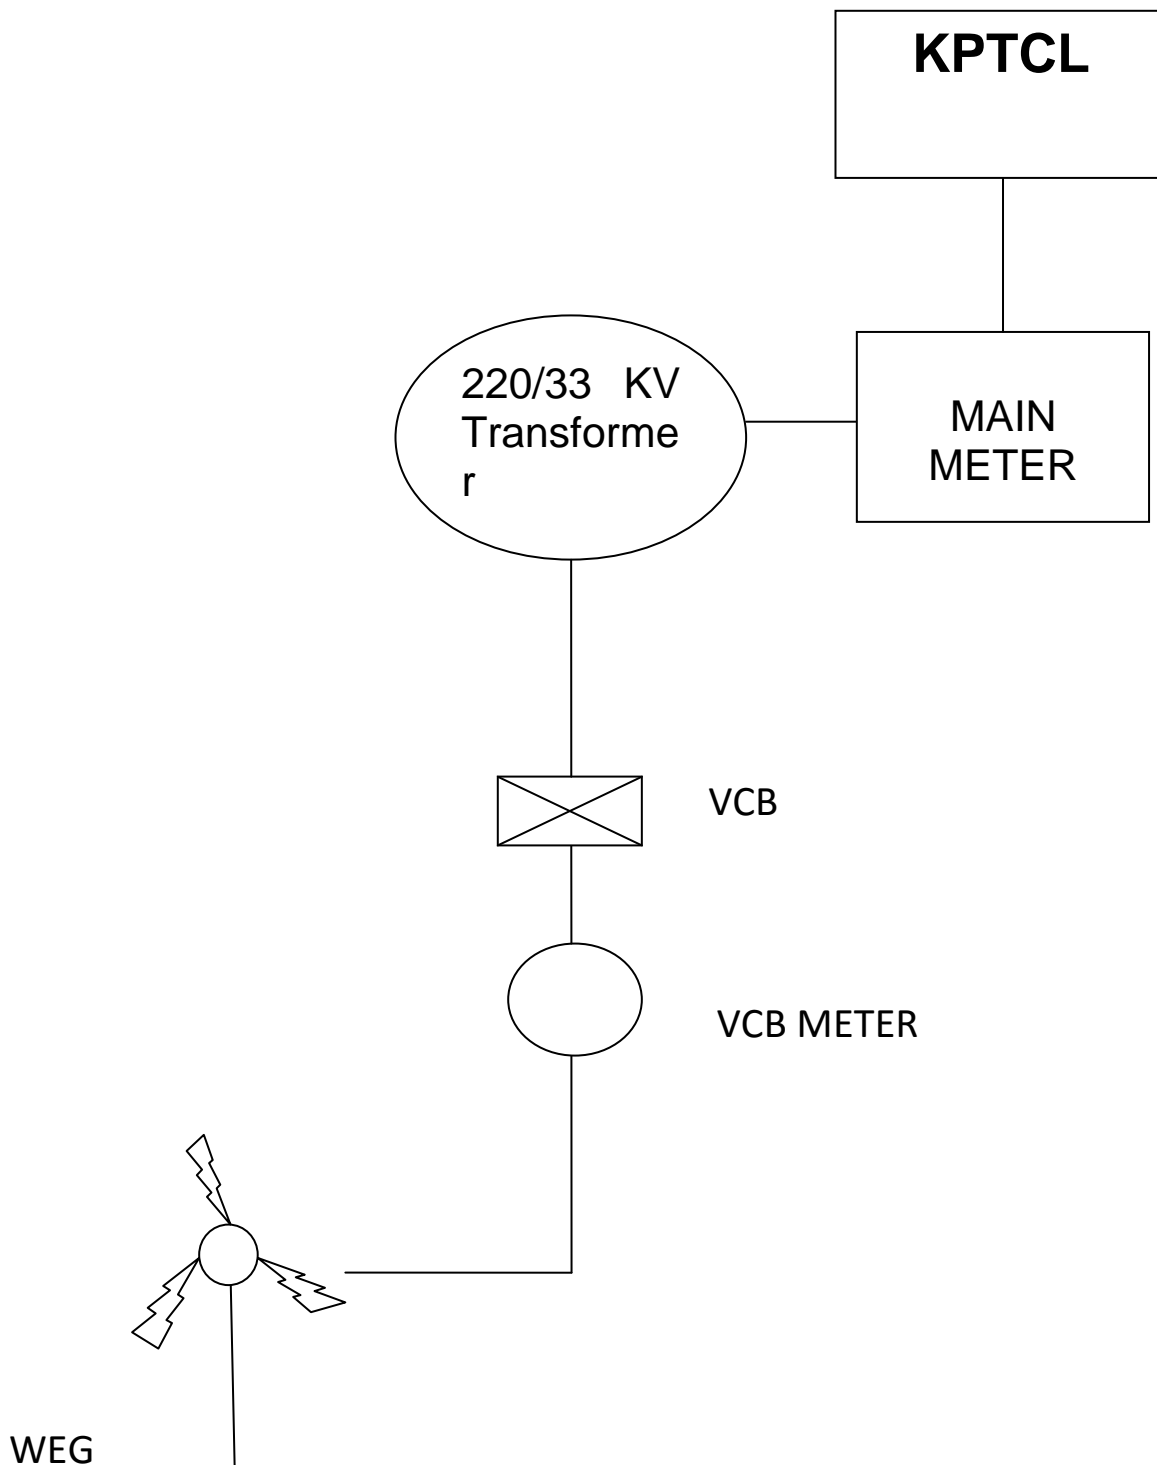 KPTCL
220/33 KV
Transforme
r
MAIN
METER
VCB
VCB METER
WEG